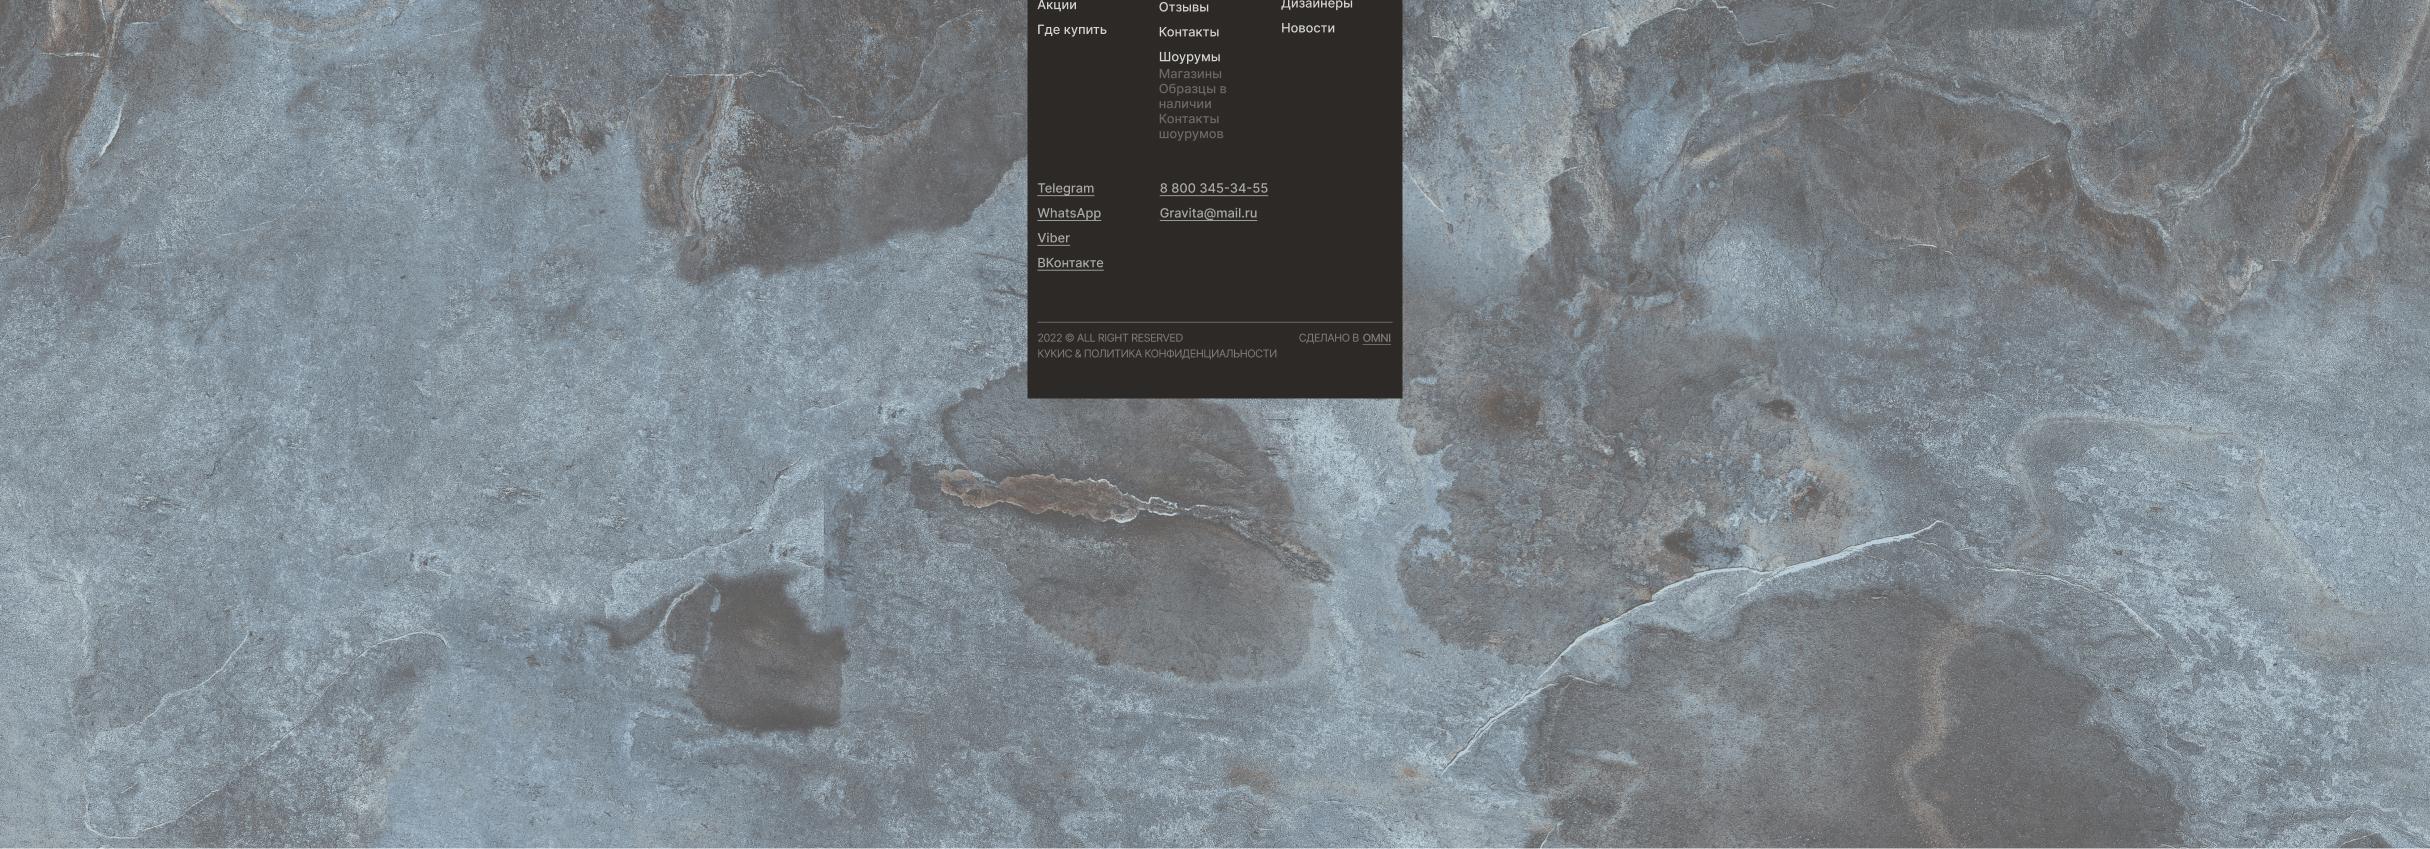 Акции
Где купить
Отзывы
Контакты
Шоурумы
Магазины
Образцы в
наличии
Контакты
шоурумов
Дизайнеры
Новости
Telegram
WhatsApp
Viber
ВКонтакте
8 800 345-34-55
Gravita@mail.ru
2022 © ALL RIGHT RESERVED
КУКИС & ПОЛИТИКА КОНФИДЕНЦИАЛЬНОСТИ
СДЕЛАНО В OMNI